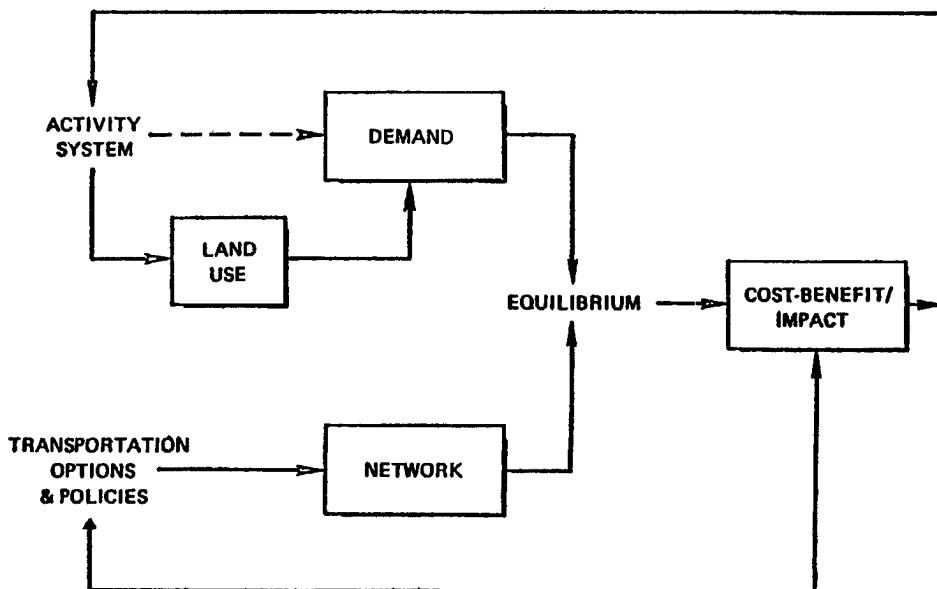 ACTIVITY
SYSTEM
DEMAND
LAND
USE
EQUILIBRIUM
COST-BENEFIT/
IMPACT
TRANSPORTATION
OPTIONS
& POLICIES
NETWORK